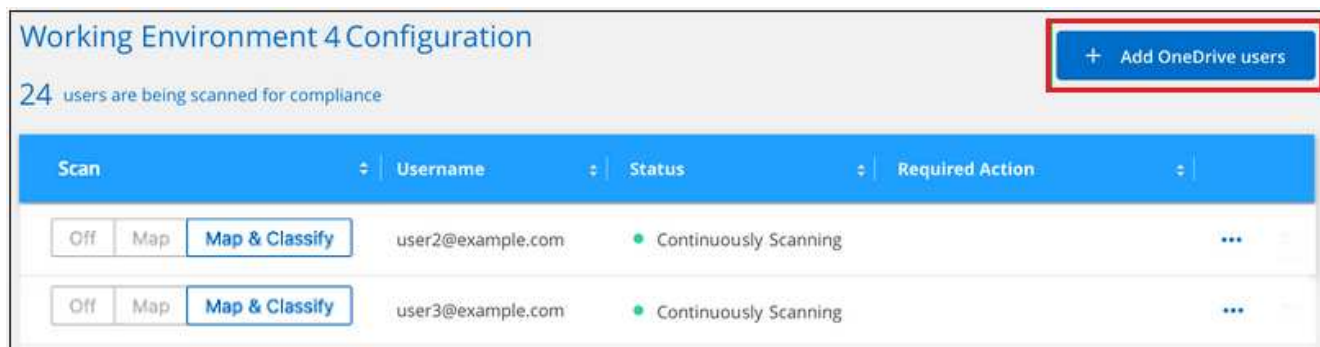 Working Environment 4 Configuration
+ Add OneDrive users
24 users are being scanned for compliance
Scan Username Status Required Action
Off Map Map & Classify user2@example.com Continuously Scanning
Off Map Map & Classify user3@example.com Continuously Scanning